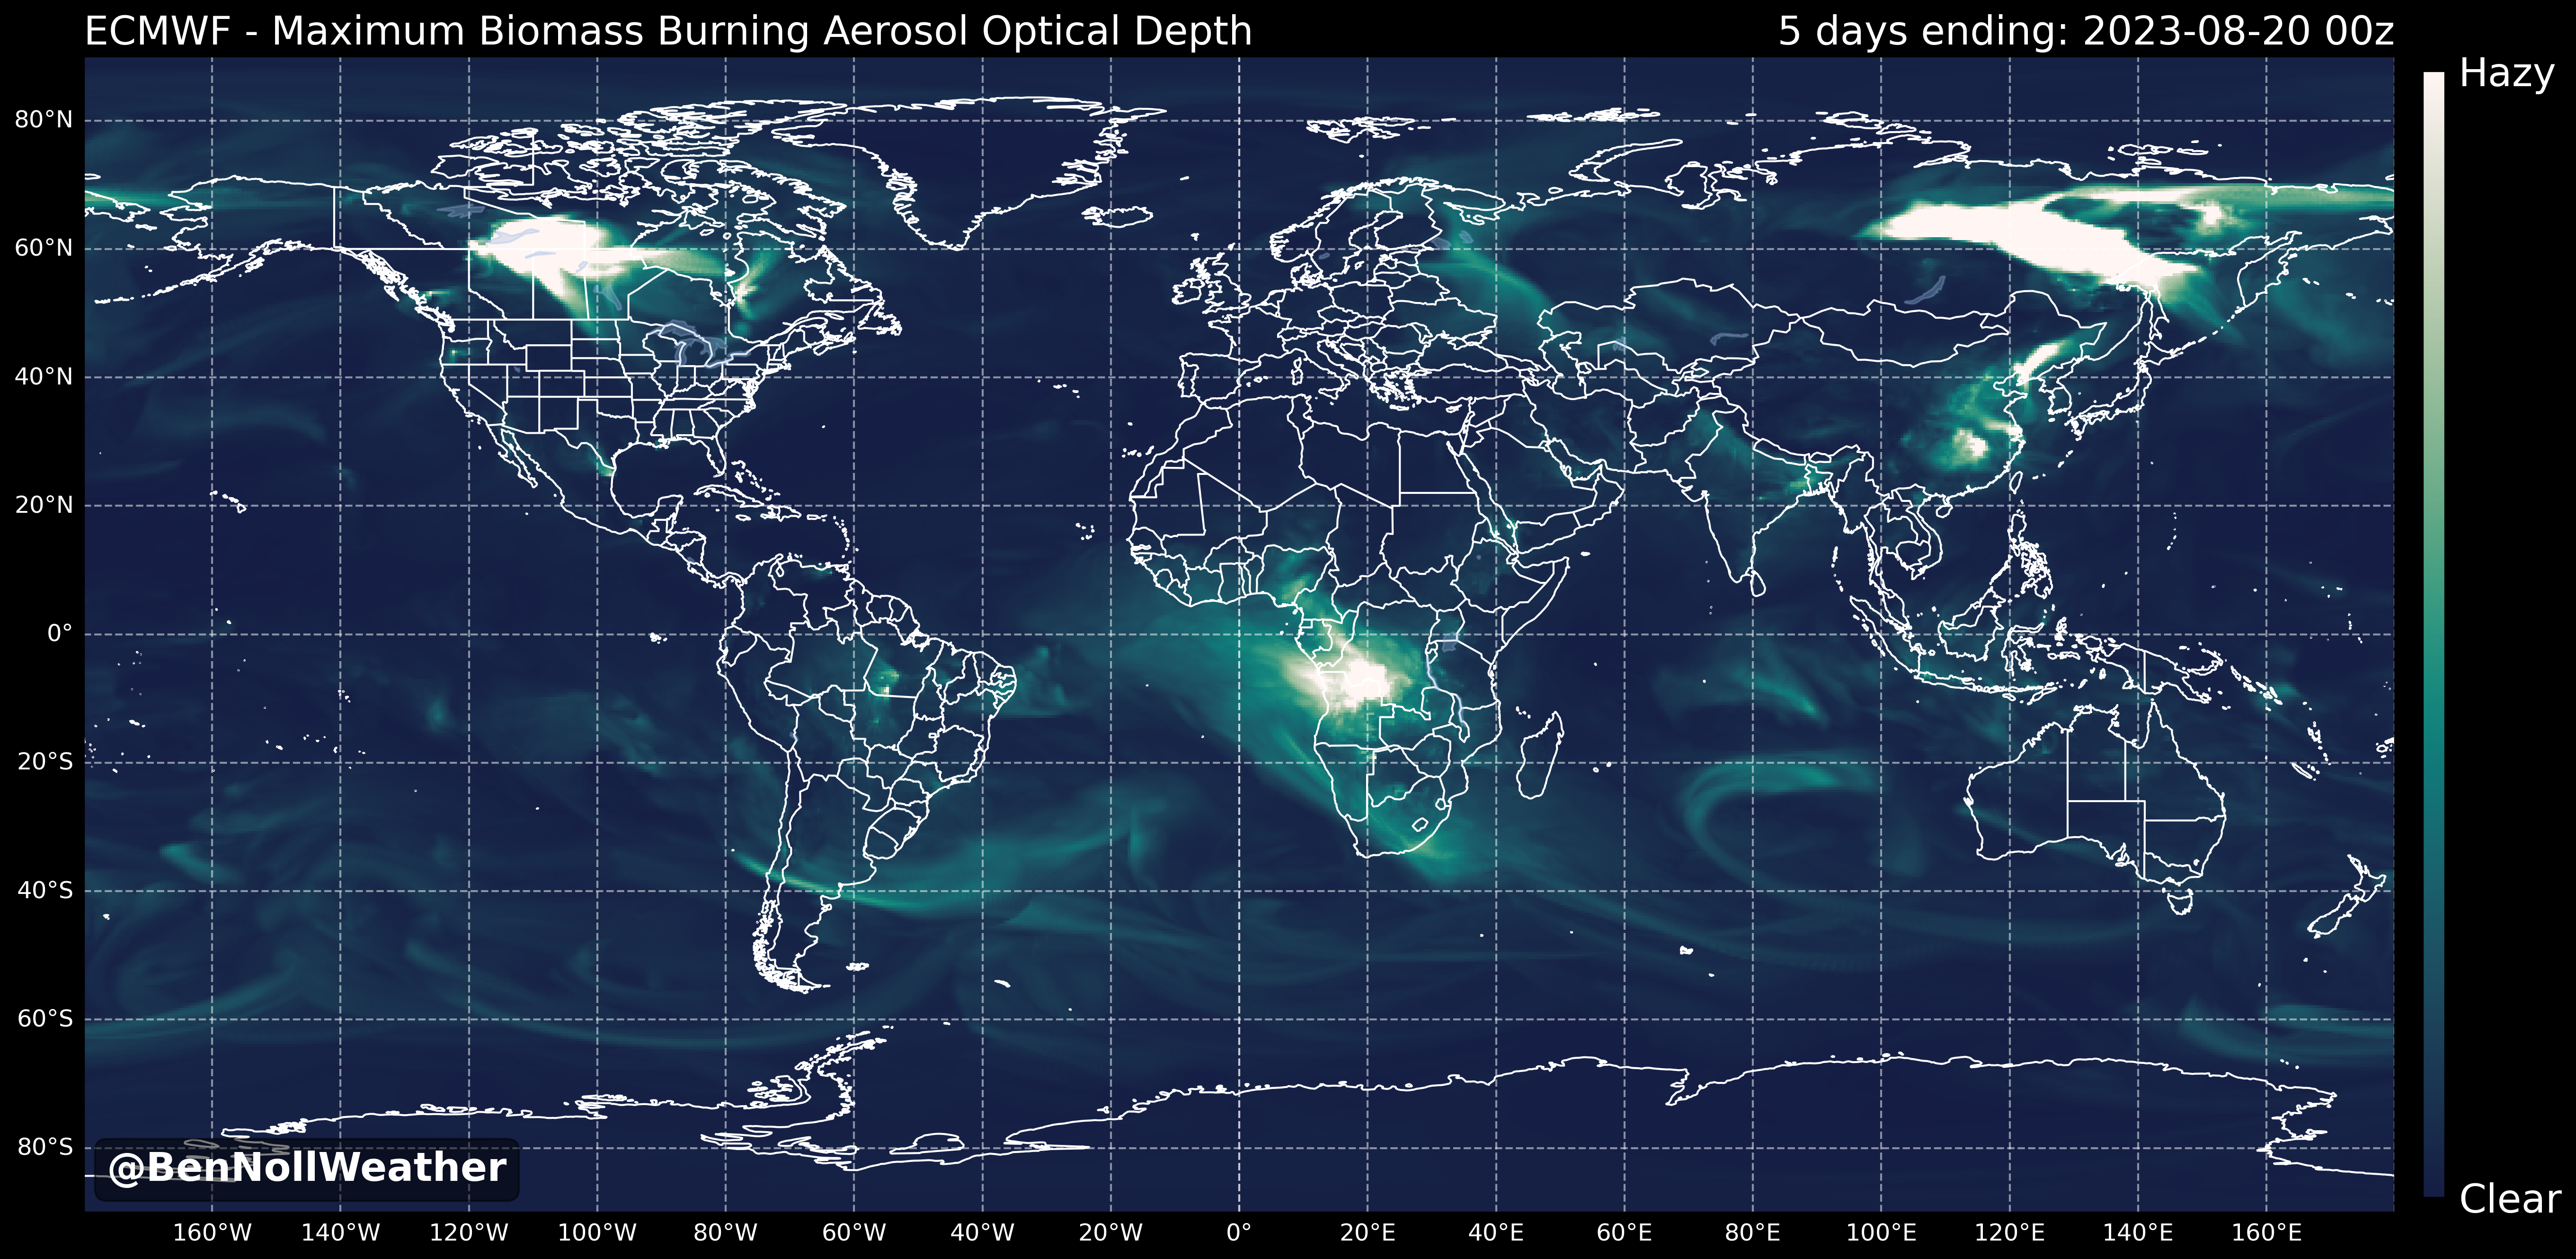 ECMWF - Maximum Biomass Burning Aerosol Optical Depth
5 days ending: 2023-08-20 00z
Hazy
80°N
60°N
40°N
20°N
0°
20°S
40°S
60°S
80°S
@BenNollWeather
Clear
160°W 140°W 120°W 100°W 80°W 60°W 40°W 20°W 0° 20°E 40°E 60°E 80°E 100°E 120°E 140°E 160°E